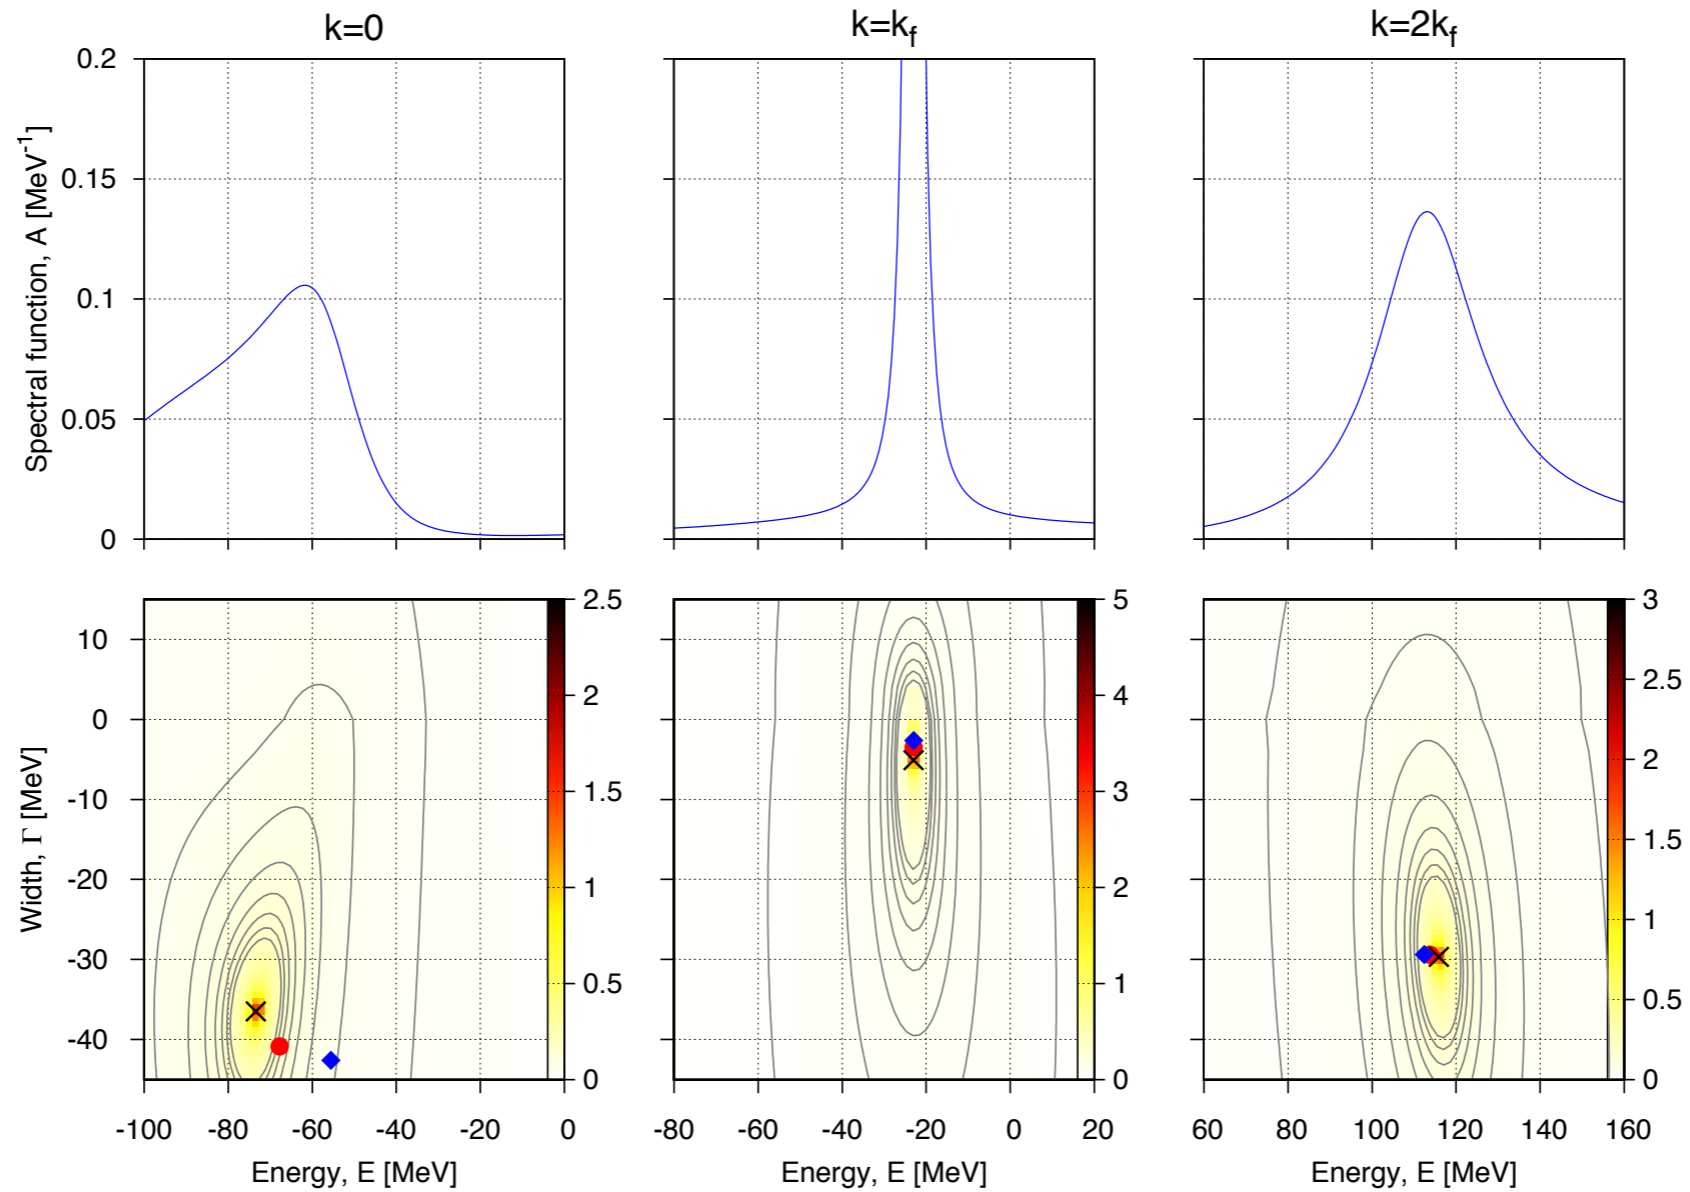 k=0
k=kf
k=2kf
Spectral function, A [MeV-1]
0.2
0.15
0.1
0.05
0
Width, Γ [MeV]
10
0
-10
-20
-30
-40
2.5
2
1.5
1
0.5
0
5
4
3
2
1
0
3
2.5
2
1.5
1
0.5
0
-100 -80 -60 -40 -20 0
-80 -60 -40 -20 0 20
60 80 100 120 140 160
Energy, E [MeV]
Energy, E [MeV]
Energy, E [MeV]